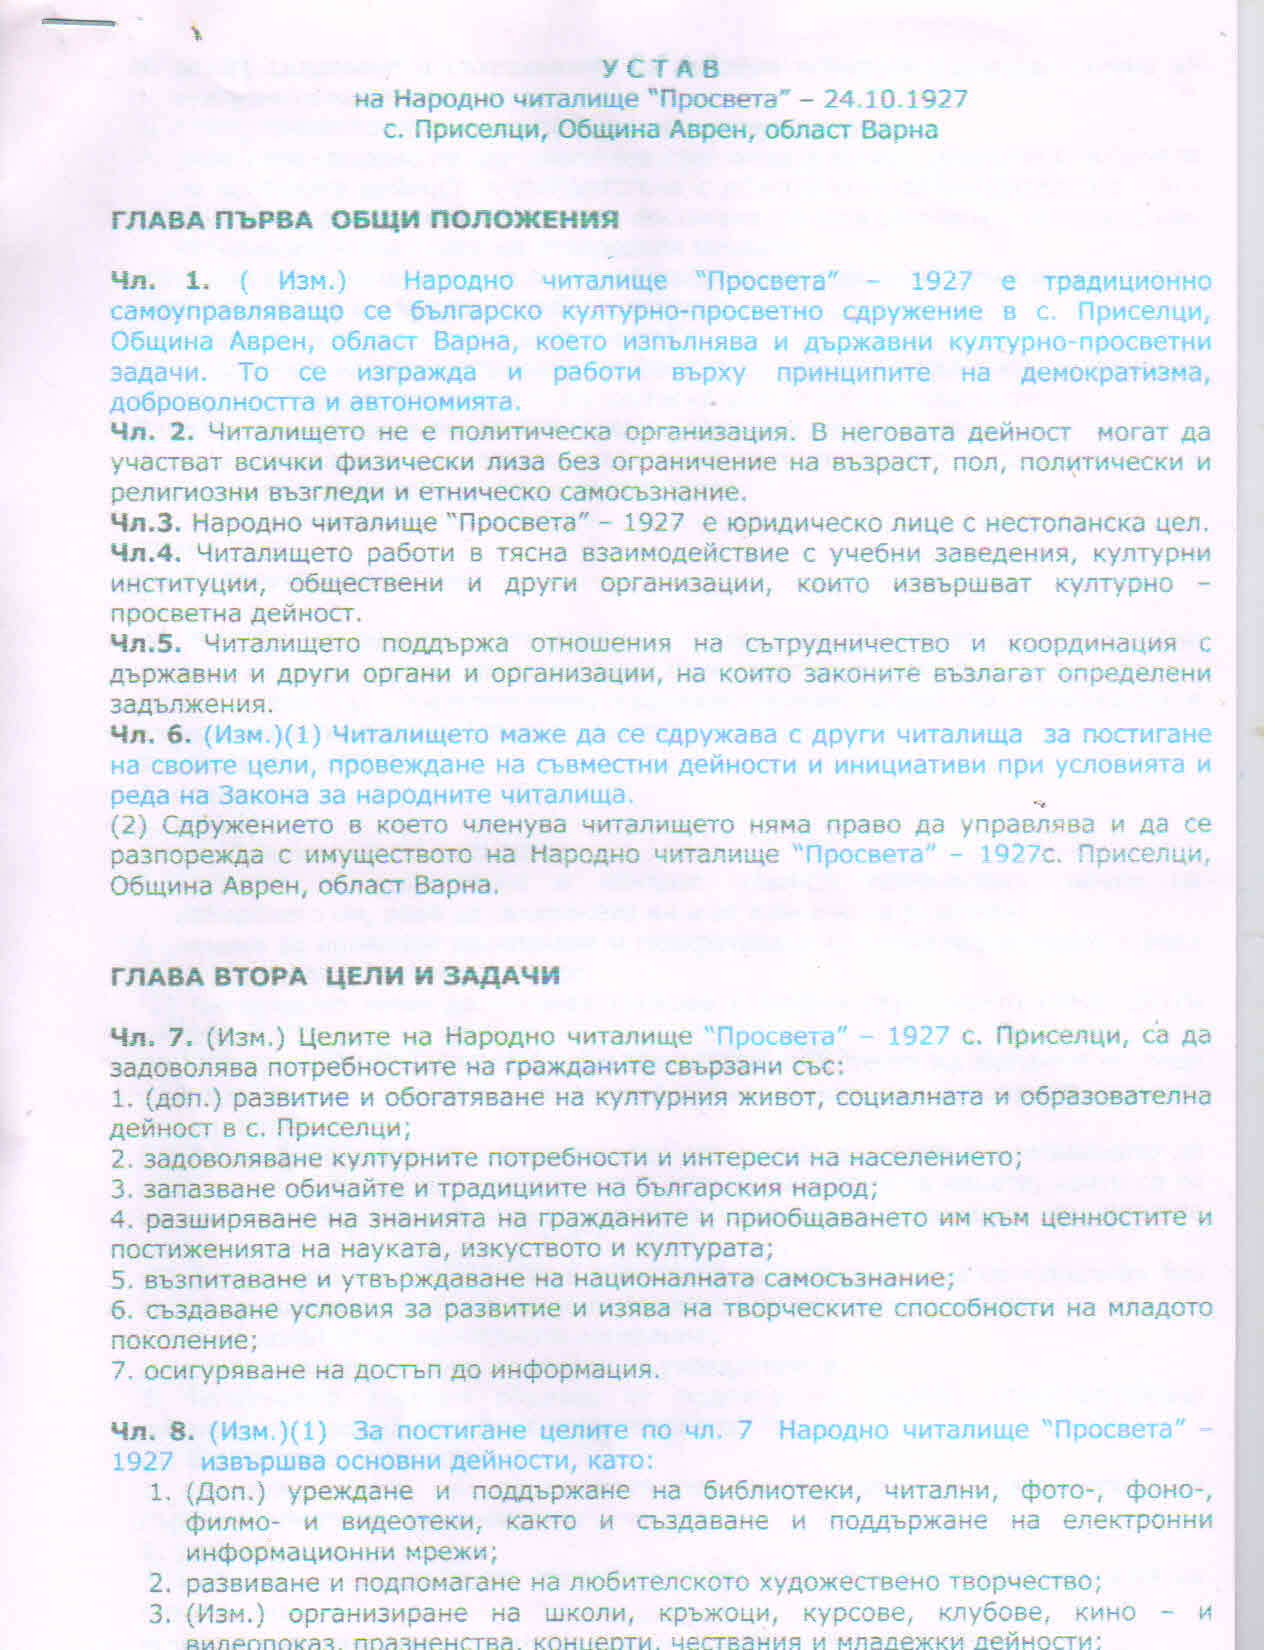 У С Т А В
на Народно читалище “Просвета” – 24.10.1927
с. Приселци, Община Аврен, област Варна
ГЛАВА ПЪРВА ОБЩИ ПОЛОЖЕНИЯ
Чл. 1. ( Изм.) Народно читалище “Просвета” – 1927 е традиционно
самоуправляващо се българско културно-просветно сдружение в с. Приселци,
Община Аврен, област Варна, което изпълнява и държавни културно-просветни
задачи. То се изгражда и работи върху принципите на демократизма,
доброволността и автономията.
Чл. 2. Читалището не е политическа организация. В неговата дейност могат да
участват всички физически лиза без ограничение на възраст, пол, политически и
религиозни възгледи и етническо самосъзнание.
Чл.3. Народно читалище “Просвета” – 1927 е юридическо лице с нестопанска цел.
Чл.4. Читалището работи в тясна взаимодействие с учебни заведения, културни
институции, обществени и други организации, които извършват културно –
просветна дейност.
Чл.5. Читалището поддържа отношения на сътрудничество и координация с
държавни и други органи и организации, на които законите възлагат определени
задължения.
Чл. 6. (Изм.)(1) Читалището маже да се сдружава с други читалища за постигане
на своите цели, провеждане на съвместни дейности и инициативи при условията и
реда на Закона за народните читалища.
(2) Сдружението в което членува читалището няма право да управлява и да се
разпорежда с имуществото на Народно читалище “Просвета” – 1927с. Приселци,
Община Аврен, област Варна.
ГЛАВА ВТОРА ЦЕЛИ И ЗАДАЧИ
Чл. 7. (Изм.) Целите на Народно читалище “Просвета” – 1927 с. Приселци, са да
задоволява потребностите на гражданите свързани със:
1. (доп.) развитие и обогатяване на културния живот, социалната и образователна
дейност в с. Приселци;
2. задоволяване културните потребности и интереси на населението;
3. запазване обичайте и традициите на българския народ;
4. разширяване на знанията на гражданите и приобщаването им към ценностите и
постиженията на науката, изкуството и културата;
5. възпитаване и утвърждаване на националната самосъзнание;
6. създаване условия за развитие и изява на творческите способности на младото
поколение;
7. осигуряване на достъп до информация.
Чл. 8. (Изм.)(1) За постигане целите по чл. 7 Народно читалище “Просвета” –
1927 извършва основни дейности, като:
1. (Доп.) уреждане и поддържане на библиотеки, читални, фото-, фоно-,
филмо- и видеотеки, както и създаване и поддържане на електронни
информационни мрежи;
2. развиване и подпомагане на любителското художествено творчество;
3. (Изм.) организиране на школи, кръжоци, курсове, клубове, кино – и
видеопоказ, празненства, концерти, чествания и младежки дейности;